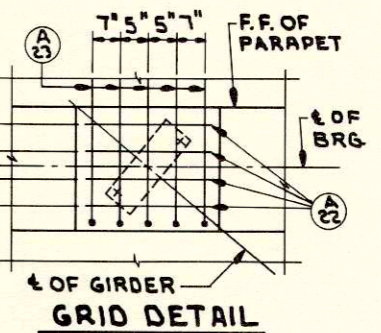 7" 5" 5" 7"
A
23
F.F. OF
PARAPET
℄ OF
BRG
A
22
℄ OF GIRDER
GRID DETAIL